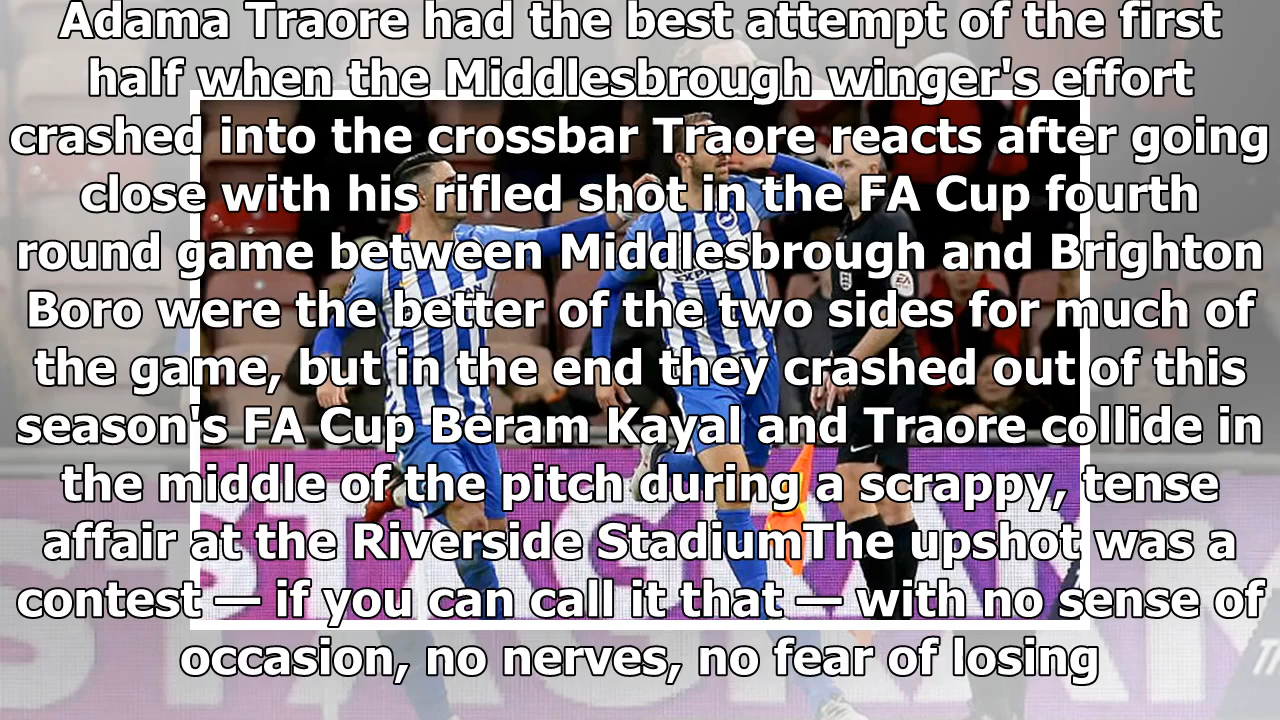 Adama Traore had the best attempt of the first
half when the Middlesbrough winger's effort
crashed into the crossbar Traore reacts after going
close with his rifled shot in the FA Cup fourth
round game between Middlesbrough and Brighton
Boro were the better of the two sides for much of
the game, but in the end they crashed out of this
season's FA Cup Beram Kayal and Traore collide in
the middle of the pitch during a scrappy, tense
affair at the Riverside StadiumThe upshot was a
contest — if you can call it that — with no sense of
occasion, no nerves, no fear of losing